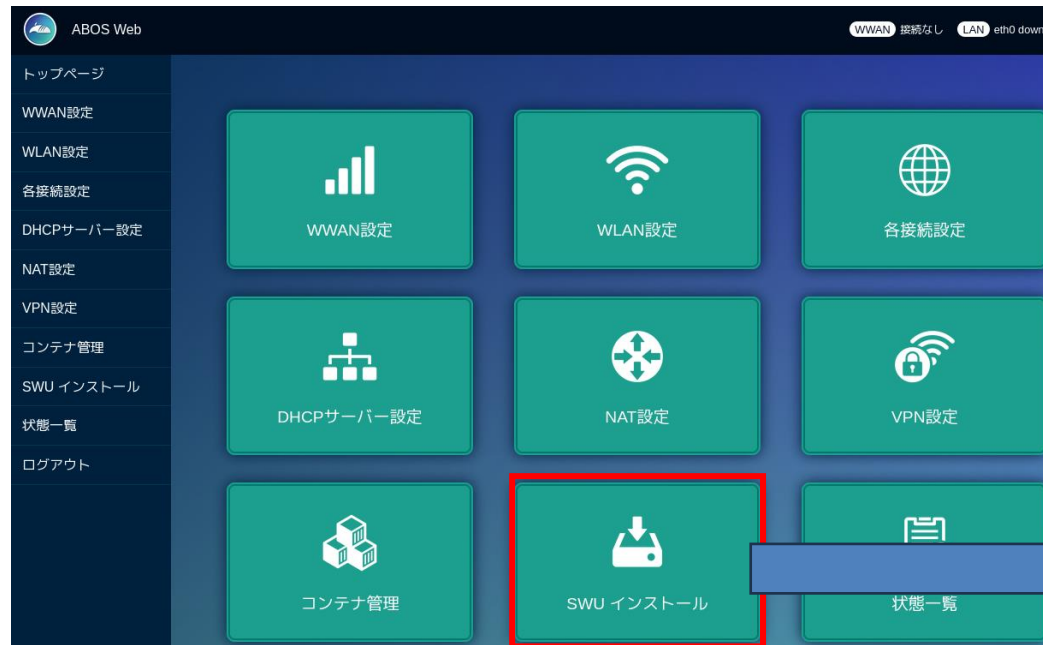 ABOS Web
WWAN 接続なし LAN eth0 down
トップページ
WWAN設定
WLAN設定
各接続設定
DHCPサーバー設定
NAT設定
VPN設定
コンテナ管理
SWU インストール
状態一覧
ログアウト
WWAN設定
WLAN設定
各接続設定
DHCPサーバー設定
NAT設定
VPN設定
コンテナ管理
SWU インストール
状態一覧